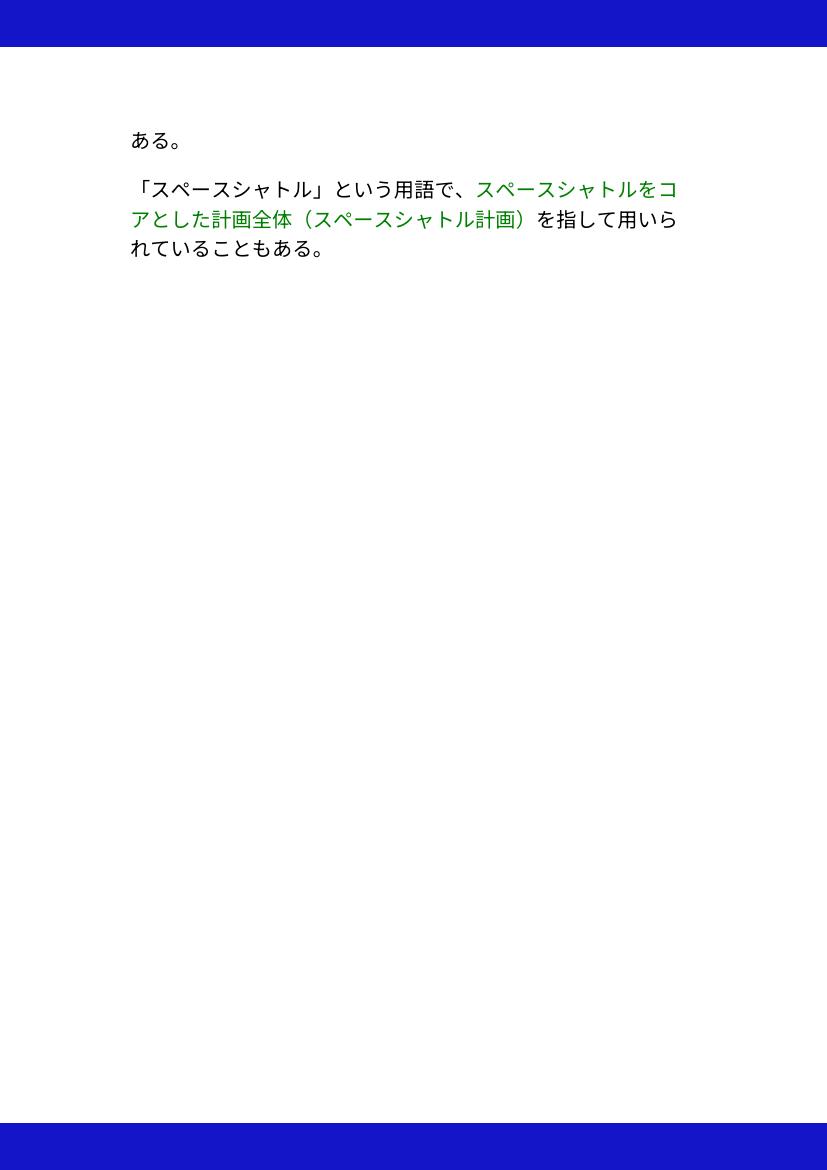 ある。
「スペースシャトル」という用語で、スペースシャトルをコ
アとした計画全体（スペースシャトル計画）を指して用いら
れていることもある。